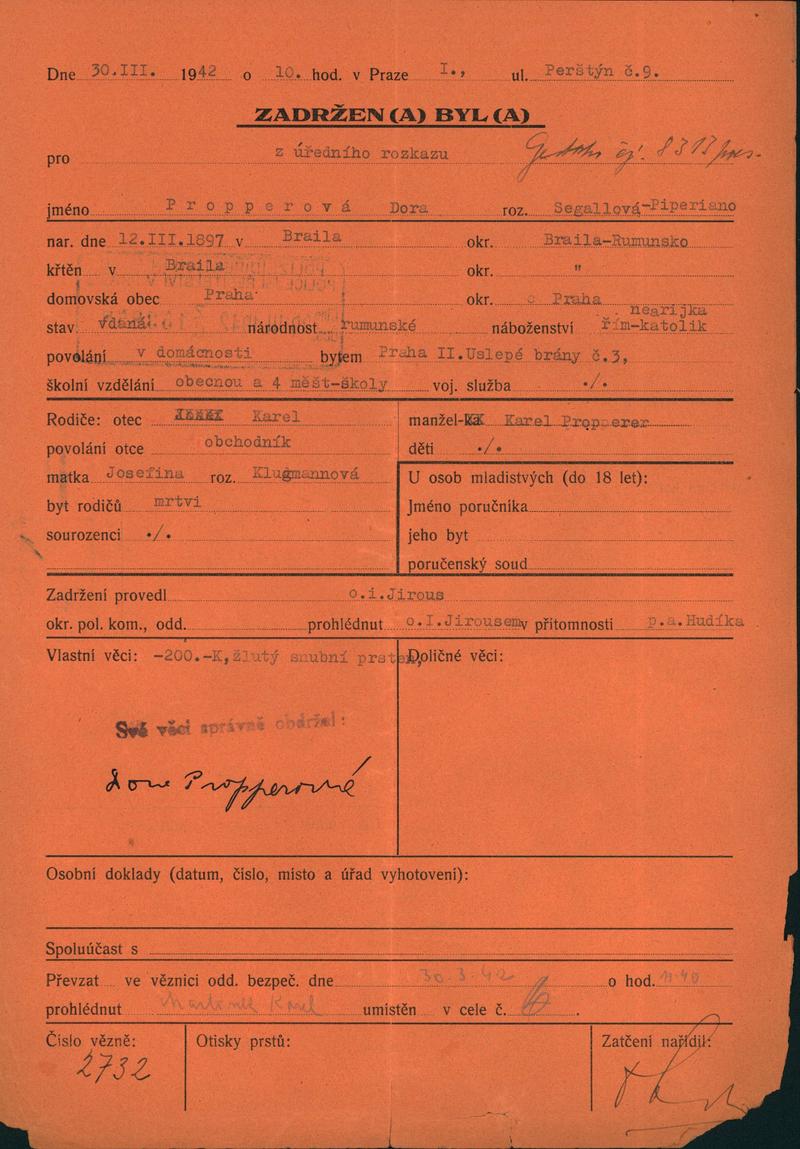 Dne 30.III. 1942 o 10. hod. v Praze I., ul. Perštýn č.9.
ZADRŽEN(A) BYL(A)
pro z úředního rozkazu čj. 8313
jméno Propperová Dora roz. Segallová-Piperiano
nar. dne 12.III.1897 v Braila okr. Braila-Rumunsko
křtěn v Braila okr. "
domovská obec Praha okr. Praha
nearijka
stav vdaná národnost rumunské náboženství řím-katolik
povolání v domácnosti bytem Praha II.Uslepé brány č.3,
školní vzdělání obecnou a 4 měšt-školy voj. služba ./.
Rodiče: otec Karel manžel-ka Karel Propperer
povolání otce obchodník děti ./.
matka Josefina roz. Klugmannová U osob mladistvých (do 18 let):
byt rodičů mrtvi Jméno poručníka
sourozenci ./. jeho byt
poručenský soud
Zadržení provedl o.i.Jirous
okr. pol. kom., odd. prohlédnut o.I.Jirousem v přítomnosti p.a.Hudíka
Vlastní věci: -200.-K,žlutý snubní prsten, Doličné věci:
Své věci správně obdržel:
Dora Propperová
Osobní doklady (datum, číslo, místo a úřad vyhotovení):
Spoluúčast s
Převzat ve věznici odd. bezpeč. dne 30.3.42 o hod. 11.40
prohlédnut umístěn v cele č. 6.
Číslo vězně: Otisky prstů: Zatčení nařídil:
2732